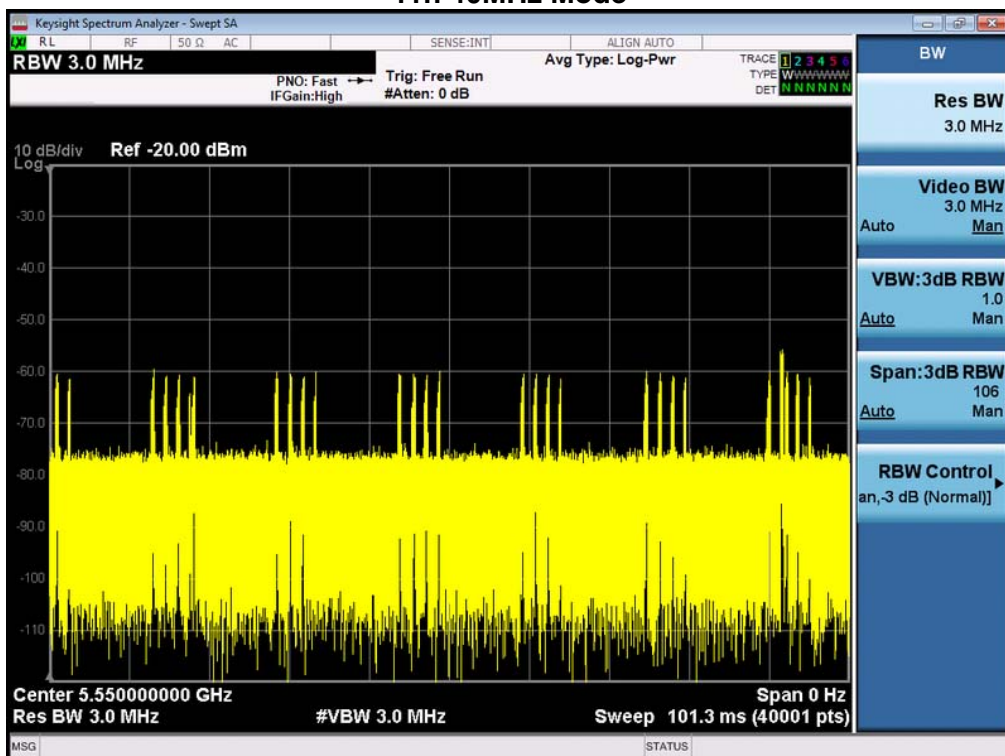 Keysight Spectrum Analyzer - Swept SA
LXI RL RF 50 Ω AC SENSE:INT ALIGN AUTO
RBW 3.0 MHz
PNO: Fast
IFGain:High
Trig: Free Run
#Atten: 0 dB
Avg Type: Log-Pwr
TRACE 1 2 3 4 5 6
TYPE WWWWWW
DET N N N N N N
10 dB/div Ref -20.00 dBm
Log
-30.0
-40.0
-50.0
-60.0
-70.0
-80.0
-90.0
-100
-110
Center 5.550000000 GHz Span 0 Hz
Res BW 3.0 MHz #VBW 3.0 MHz Sweep 101.3 ms (40001 pts)
MSG STATUS
BW
Res BW
3.0 MHz
Video BW
3.0 MHz
Auto Man
VBW:3dB RBW
1.0
Auto Man
Span:3dB RBW
106
Auto Man
RBW Control
an,-3 dB (Normal)]